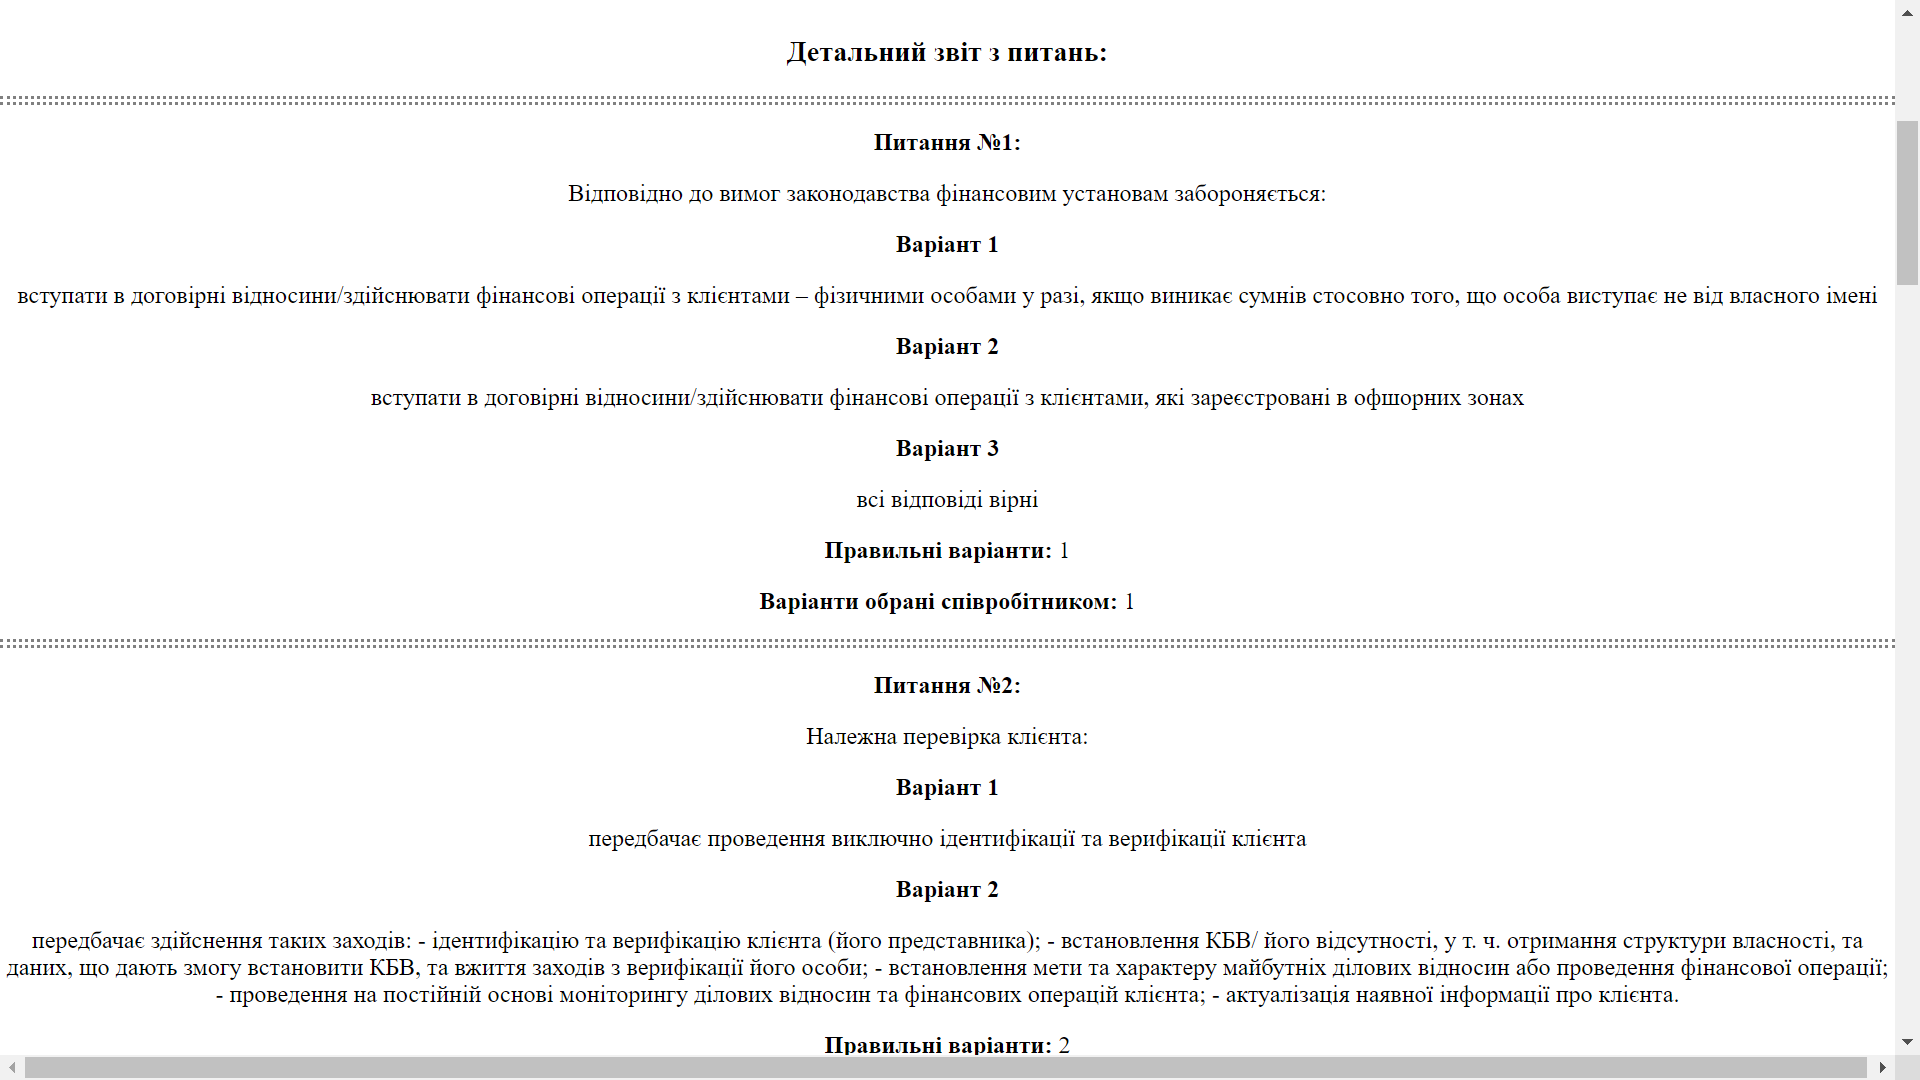 Детальний звіт з питань:
Питання №1:
Відповідно до вимог законодавства фінансовим установам забороняється:
Варіант 1
вступати в договірні відносини/здійснювати фінансові операції з клієнтами – фізичними особами у разі, якщо виникає сумнів стосовно того, що особа виступає не від власного імені
Варіант 2
вступати в договірні відносини/здійснювати фінансові операції з клієнтами, які зареєстровані в офшорних зонах
Варіант 3
всі відповіді вірні
Правильні варіанти: 1
Варіанти обрані співробітником: 1
Питання №2:
Належна перевірка клієнта:
Варіант 1
передбачає проведення виключно ідентифікації та верифікації клієнта
Варіант 2
передбачає здійснення таких заходів: - ідентифікацію та верифікацію клієнта (його представника); - встановлення КБВ/ його відсутності, у т. ч. отримання структури власності, та
даних, що дають змогу встановити КБВ, та вжиття заходів з верифікації його особи; - встановлення мети та характеру майбутніх ділових відносин або проведення фінансової операції;
- проведення на постійній основі моніторингу ділових відносин та фінансових операцій клієнта; - актуалізація наявної інформації про клієнта.
Правильні варіанти: 2